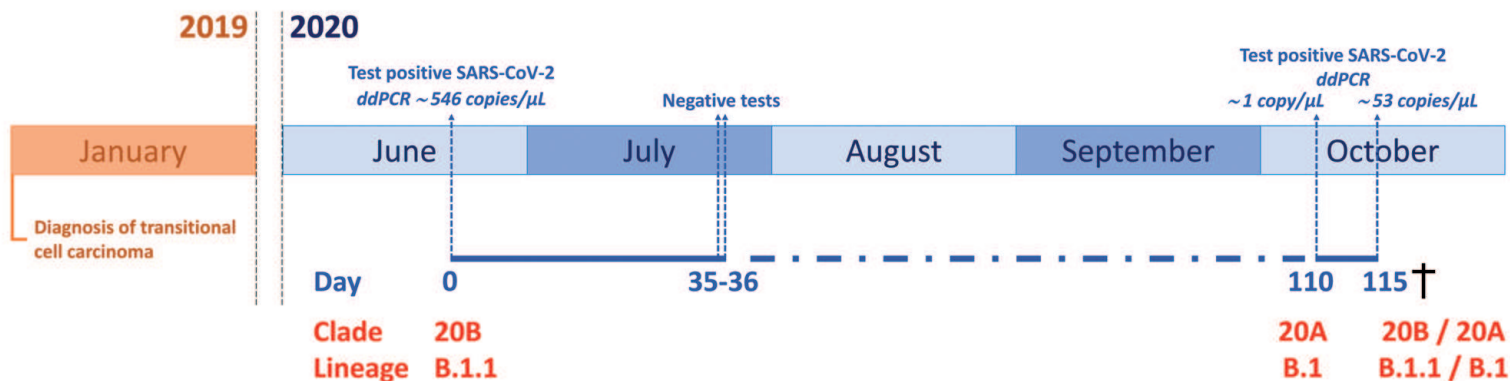 2019
2020
Test positive SARS-CoV-2
ddPCR ~546 copies/µL
Negative tests
Test positive SARS-CoV-2
ddPCR
~1 copy/µL
~53 copies/µL
January
June
July
August
September
October
Diagnosis of transitional
cell carcinoma
Day 0 35-36 110 115 †
Clade 20B 20A 20B / 20A
Lineage B.1.1 B.1 B.1.1 / B.1